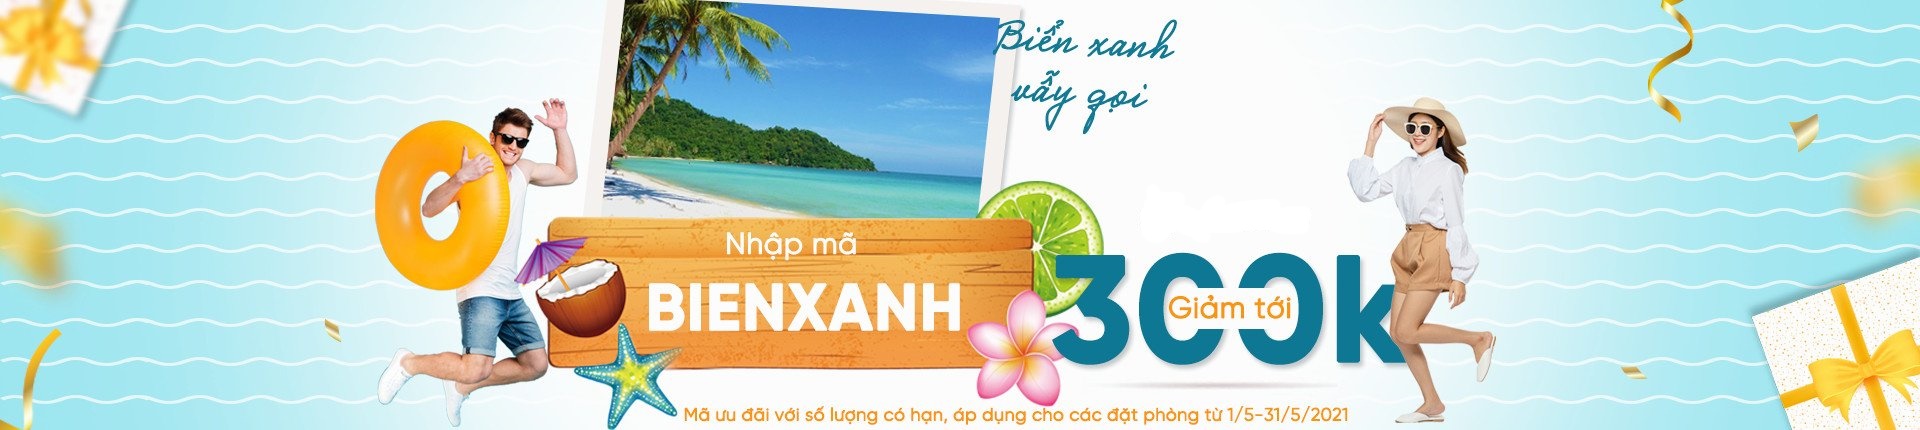 Biển xanh
vẫy gọi
Nhập mã
BIENXANH
300k
Giảm tới
Mã ưu đãi với số lượng có hạn, áp dụng cho các đặt phòng từ 1/5-31/5/2021